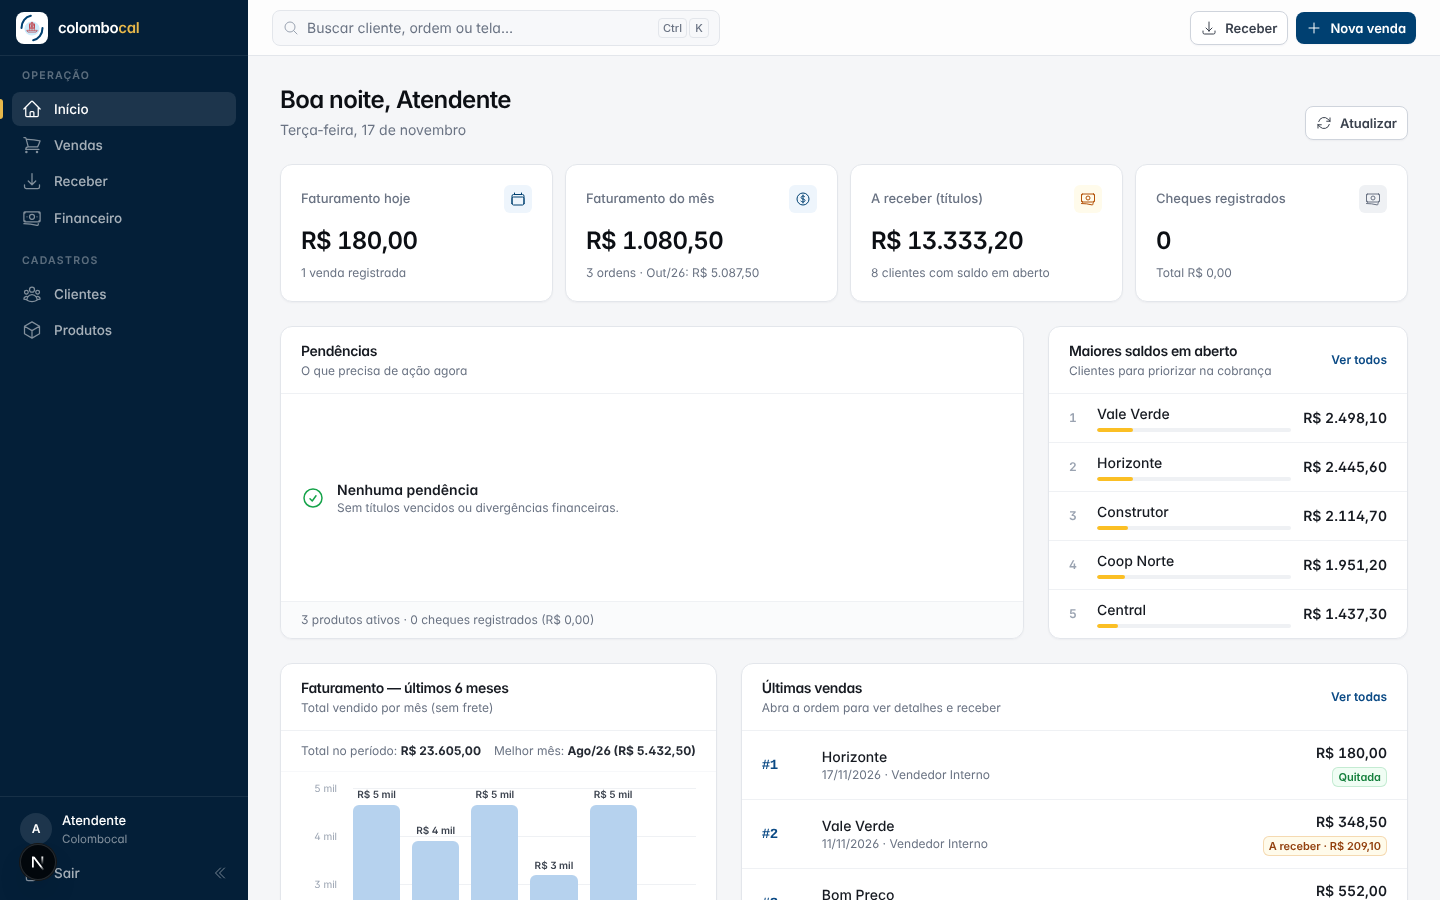 colombocal
Buscar cliente, ordem ou tela...
Ctrl K
Receber
Nova venda
OPERAÇÃO
Início
Vendas
Receber
Financeiro
CADASTROS
Clientes
Produtos
Boa noite, Atendente
Terça-feira, 17 de novembro
Atualizar
Faturamento hoje
R$ 180,00
1 venda registrada
Faturamento do mês
R$ 1.080,50
3 ordens · Out/26: R$ 5.087,50
A receber (títulos)
R$ 13.333,20
8 clientes com saldo em aberto
Cheques registrados
0
Total R$ 0,00
Pendências
O que precisa de ação agora
Nenhuma pendência
Sem títulos vencidos ou divergências financeiras.
3 produtos ativos · 0 cheques registrados (R$ 0,00)
Maiores saldos em aberto
Clientes para priorizar na cobrança
Ver todos
1 Vale Verde R$ 2.498,10
2 Horizonte R$ 2.445,60
3 Construtor R$ 2.114,70
4 Coop Norte R$ 1.951,20
5 Central R$ 1.437,30
Faturamento — últimos 6 meses
Total vendido por mês (sem frete)
Total no período: R$ 23.605,00 Melhor mês: Ago/26 (R$ 5.432,50)
5 mil
4 mil
3 mil
R$ 5 mil
R$ 4 mil
R$ 5 mil
R$ 3 mil
R$ 5 mil
Últimas vendas
Abra a ordem para ver detalhes e receber
Ver todas
#1 Horizonte R$ 180,00
17/11/2026 · Vendedor Interno Quitada
#2 Vale Verde R$ 348,50
11/11/2026 · Vendedor Interno A receber · R$ 209,10
Bom Preço R$ 552,00
A
Atendente
Colombocal
N
Sair